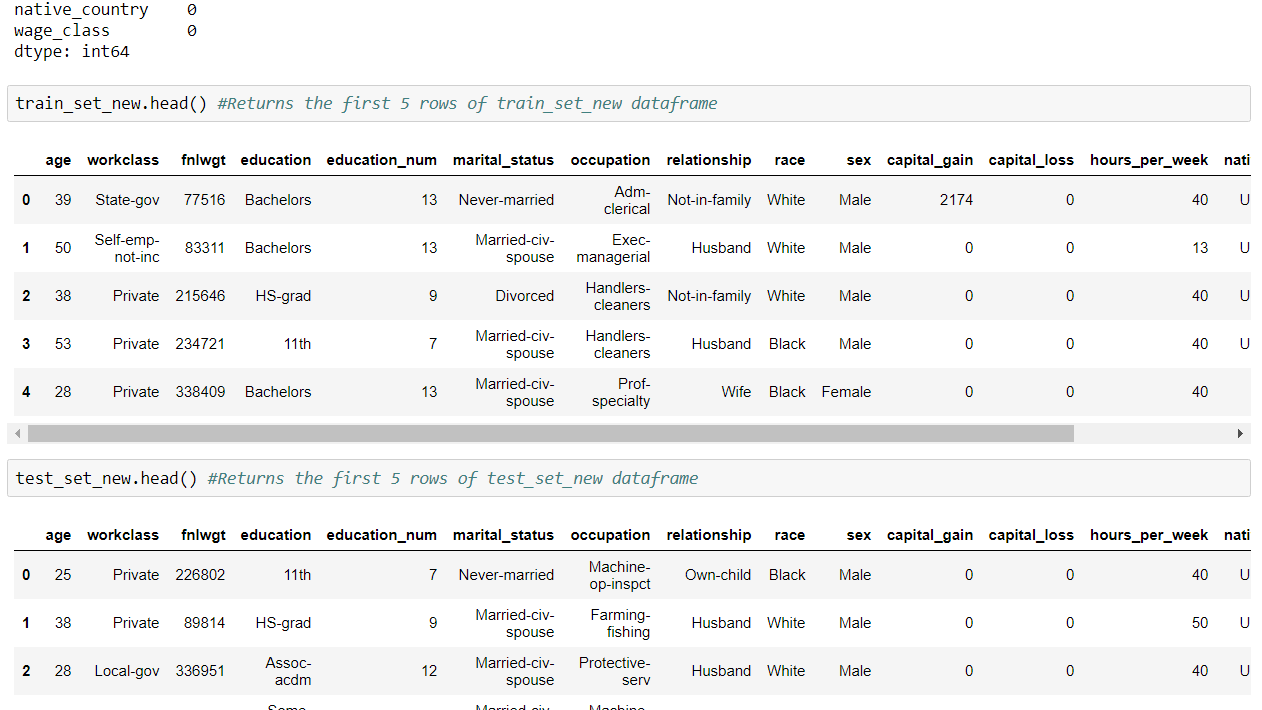 native_country 0
wage_class 0
dtype: int64
train_set_new.head() #Returns the first 5 rows of train_set_new dataframe
age workclass fnlwgt education education_num marital_status occupation relationship race sex capital_gain capital_loss hours_per_week nati
0 39 State-gov 77516 Bachelors 13 Never-married Adm-clerical Not-in-family White Male 2174 0 40 U
1 50 Self-emp-not-inc 83311 Bachelors 13 Married-civ-spouse Exec-managerial Husband White Male 0 0 13 U
2 38 Private 215646 HS-grad 9 Divorced Handlers-cleaners Not-in-family White Male 0 0 40 U
3 53 Private 234721 11th 7 Married-civ-spouse Handlers-cleaners Husband Black Male 0 0 40 U
4 28 Private 338409 Bachelors 13 Married-civ-spouse Prof-specialty Wife Black Female 0 0 40
test_set_new.head() #Returns the first 5 rows of test_set_new dataframe
age workclass fnlwgt education education_num marital_status occupation relationship race sex capital_gain capital_loss hours_per_week nati
0 25 Private 226802 11th 7 Never-married Machine-op-inspct Own-child Black Male 0 0 40 U
1 38 Private 89814 HS-grad 9 Married-civ-spouse Farming-fishing Husband White Male 0 0 50 U
2 28 Local-gov 336951 Assoc-acdm 12 Married-civ-spouse Protective-serv Husband White Male 0 0 40 U